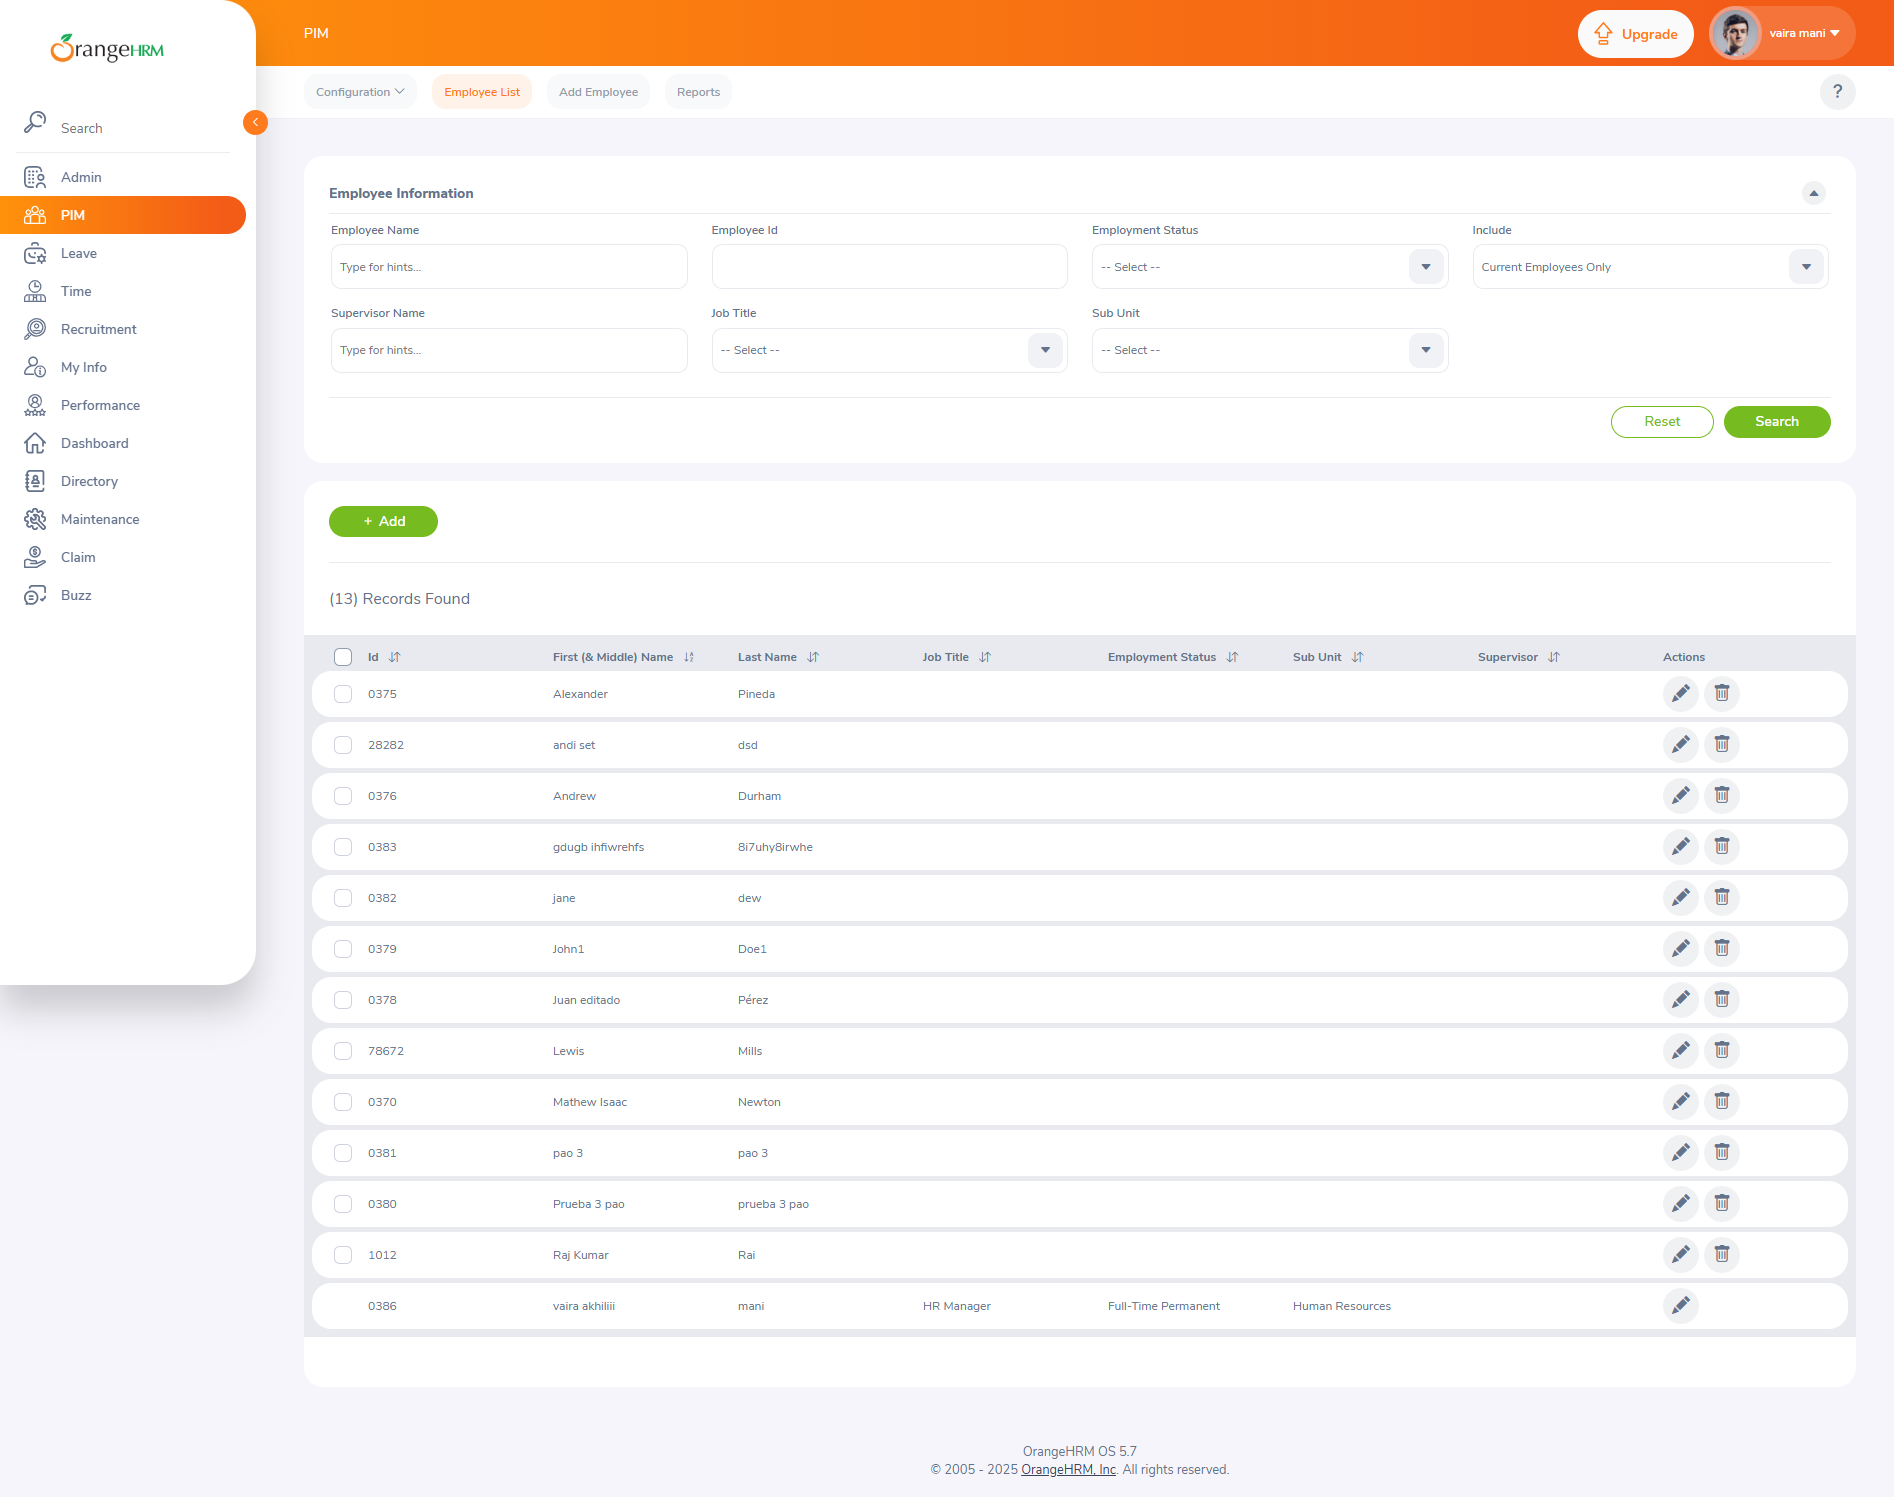 OrangeHRM
PIM
Upgrade
vaira mani
Configuration
Employee List
Add Employee
Reports
?
Search
Admin
PIM
Leave
Time
Recruitment
My Info
Performance
Dashboard
Directory
Maintenance
Claim
Buzz
Employee Information
Employee Name Employee Id Employment Status Include
Type for hints... -- Select -- Current Employees Only
Supervisor Name Job Title Sub Unit
Type for hints... -- Select -- -- Select --
Reset Search
+ Add
(13) Records Found
Id First (& Middle) Name Last Name Job Title Employment Status Sub Unit Supervisor Actions
0375 Alexander Pineda
28282 andi set dsd
0376 Andrew Durham
0383 gdugb ihfiwrehfs 8i7uhy8irwhe
0382 jane dew
0379 John1 Doe1
0378 Juan editado Pérez
78672 Lewis Mills
0370 Mathew Isaac Newton
0381 pao 3 pao 3
0380 Prueba 3 pao prueba 3 pao
1012 Raj Kumar Rai
0386 vaira akhiliii mani HR Manager Full-Time Permanent Human Resources
OrangeHRM OS 5.7
© 2005 - 2025 OrangeHRM, Inc. All rights reserved.